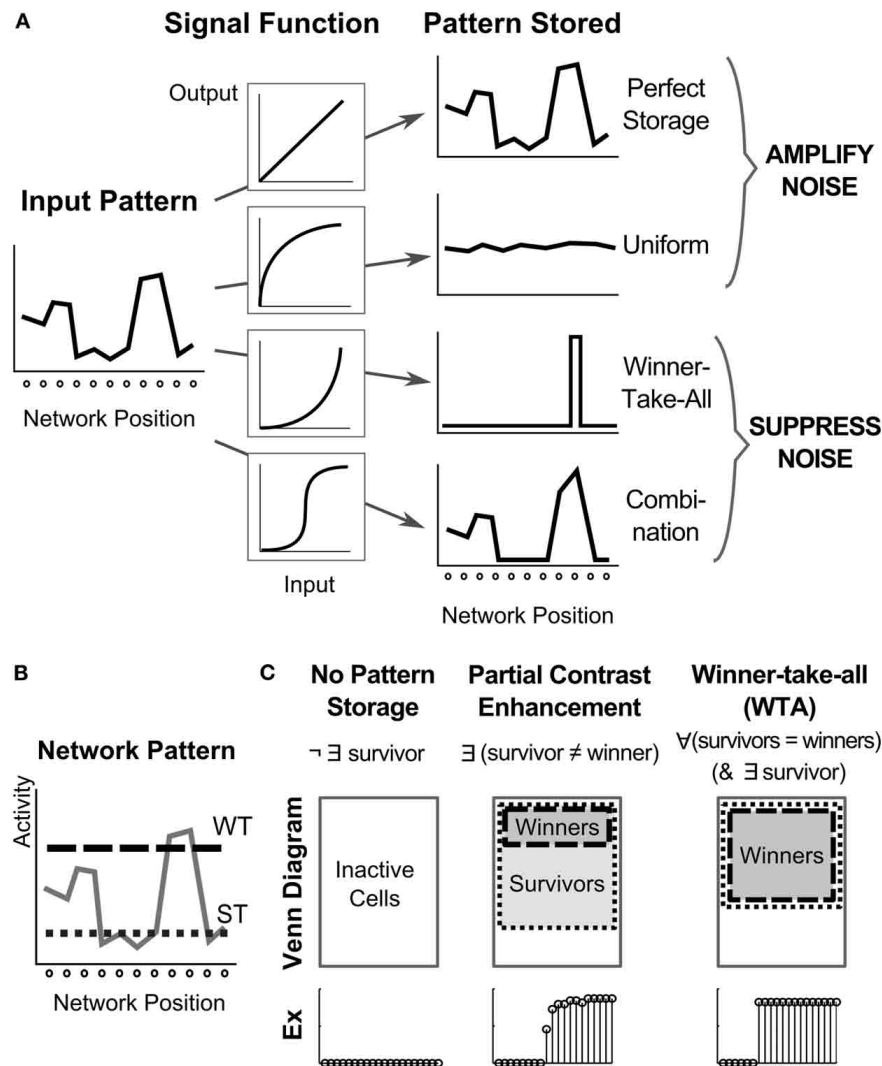 A
Signal Function
Pattern Stored
Output
Perfect
Storage
AMPLIFY
NOISE
Input Pattern
Uniform
Winner-
Take-All
SUPPRESS
NOISE
Network Position
Combi-
nation
Input
Network Position
B
Network Pattern
Activity
WT
ST
Network Position
C
No Pattern
Storage
Partial Contrast
Enhancement
Winner-take-all
(WTA)
¬ ∃ survivor
∃ (survivor ≠ winner)
∀(survivors = winners)
(& ∃ survivor)
Venn Diagram
Inactive
Cells
Winners
Survivors
Winners
Ex